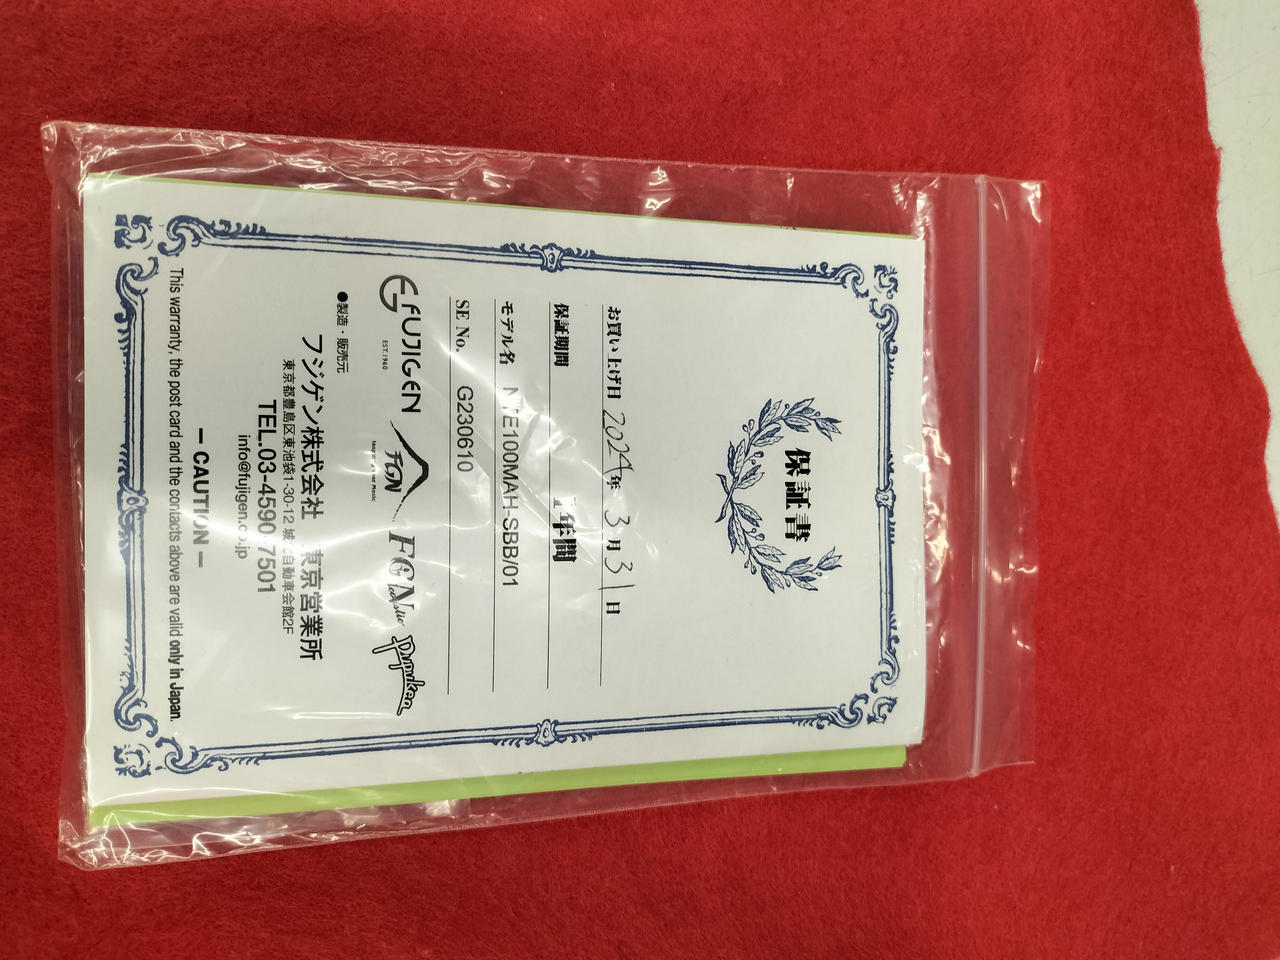 保証書
お買い上げ日 2024年 3月 31日
保証期間 1年間
モデル名 NTE100MAH-SBB/01
SE No. G230610
FUJIGEN
EST.1960
FGN
FGN
Pupukea
●製造・販売元
フジゲン株式会社 東京営業所
東京都豊島区東池袋1-30-12 城 自動車会館2F
TEL.03-4590-7501
info@fujigen.co.jp
― CAUTION ―
This warranty, the post card and the contacts above are valid only in Japan.